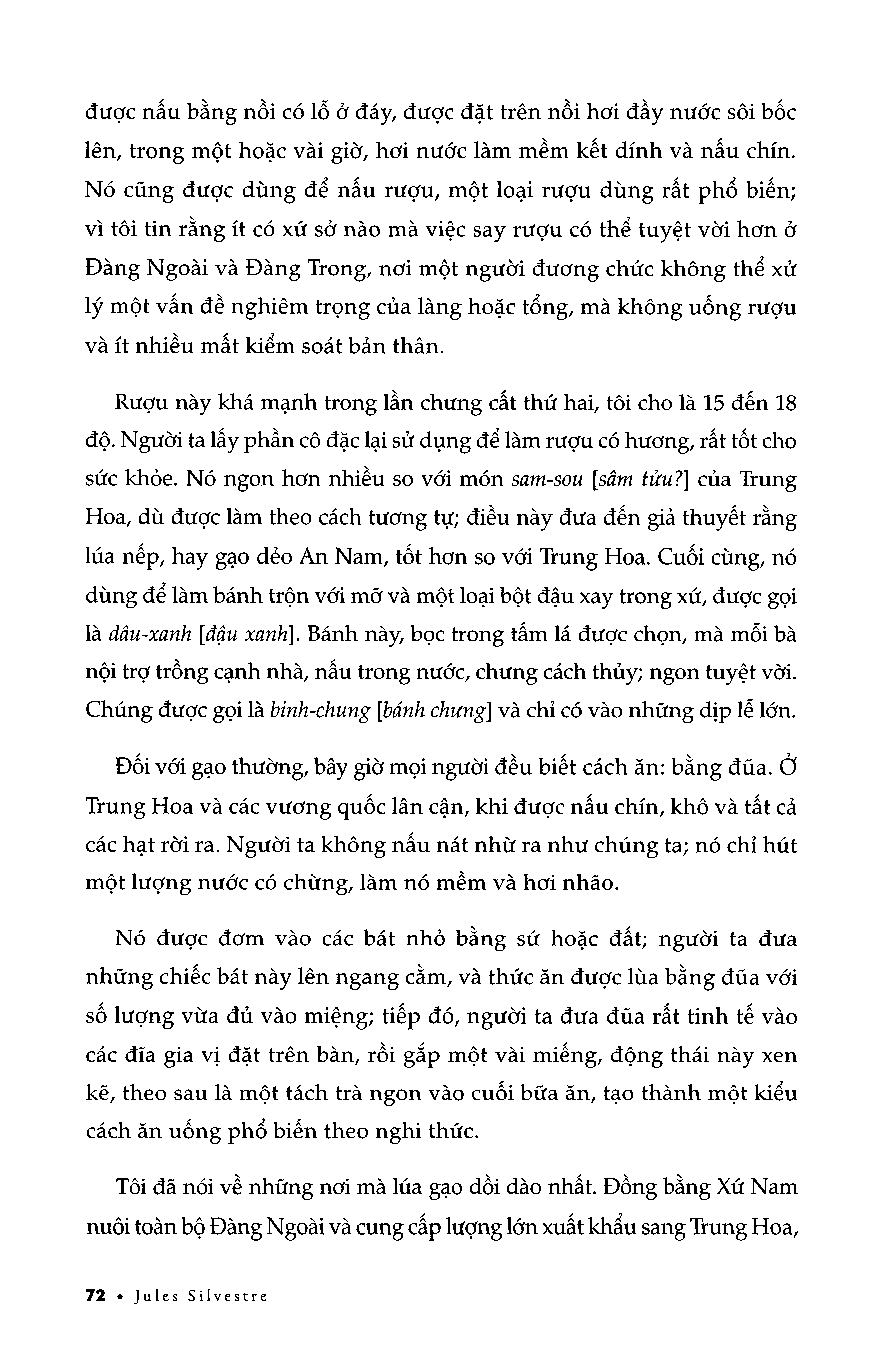 được nấu bằng nồi có lỗ ở đáy, được đặt trên nồi hơi đầy nước sôi bốc
lên, trong một hoặc vài giờ, hơi nước làm mềm kết dính và nấu chín.
Nó cũng được dùng để nấu rượu, một loại rượu dùng rất phổ biến;
vì tôi tin rằng ít có xứ sở nào mà việc say rượu có thể tuyệt vời hơn ở
Đàng Ngoài và Đàng Trong, nơi một người đương chức không thể xử
lý một vấn đề nghiêm trọng của làng hoặc tổng, mà không uống rượu
và ít nhiều mất kiểm soát bản thân.
Rượu này khá mạnh trong lần chưng cất thứ hai, tôi cho là 15 đến 18
độ. Người ta lấy phần cô đặc lại sử dụng để làm rượu có hương, rất tốt cho
sức khỏe. Nó ngon hơn nhiều so với món sam-sou [sâm tửu?] của Trung
Hoa, dù được làm theo cách tương tự; điều này đưa đến giả thuyết rằng
lúa nếp, hay gạo dẻo An Nam, tốt hơn so với Trung Hoa. Cuối cùng, nó
dùng để làm bánh trộn với mỡ và một loại bột đậu xay trong xứ, được gọi
là dâu-xanh [đậu xanh]. Bánh này, bọc trong tấm lá được chọn, mà mỗi bà
nội trợ trồng cạnh nhà, nấu trong nước, chưng cách thủy; ngon tuyệt vời.
Chúng được gọi là binh-chung [bánh chưng] và chỉ có vào những dịp lễ lớn.
Đối với gạo thường, bây giờ mọi người đều biết cách ăn: bằng đũa. Ở
Trung Hoa và các vương quốc lân cận, khi được nấu chín, khô và tất cả
các hạt rời ra. Người ta không nấu nát nhừ ra như chúng ta; nó chỉ hút
một lượng nước có chừng, làm nó mềm và hơi nhão.
Nó được đơm vào các bát nhỏ bằng sứ hoặc đất; người ta đưa
những chiếc bát này lên ngang cằm, và thức ăn được lùa bằng đũa với
số lượng vừa đủ vào miệng; tiếp đó, người ta đưa đũa rất tinh tế vào
các đĩa gia vị đặt trên bàn, rồi gắp một vài miếng, động thái này xen
kẽ, theo sau là một tách trà ngon vào cuối bữa ăn, tạo thành một kiểu
cách ăn uống phổ biến theo nghi thức.
Tôi đã nói về những nơi mà lúa gạo dồi dào nhất. Đồng bằng Xứ Nam
nuôi toàn bộ Đàng Ngoài và cung cấp lượng lớn xuất khẩu sang Trung Hoa,
72 • Jules Silvestre